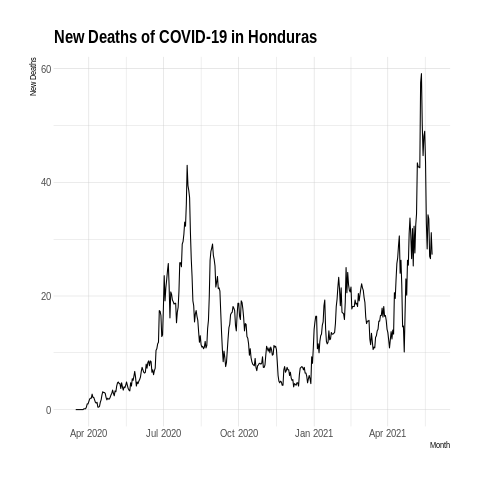 New Deaths of COVID-19 in Honduras
New Deaths
60
40
20
0
Apr 2020
Jul 2020
Oct 2020
Jan 2021
Apr 2021
Month